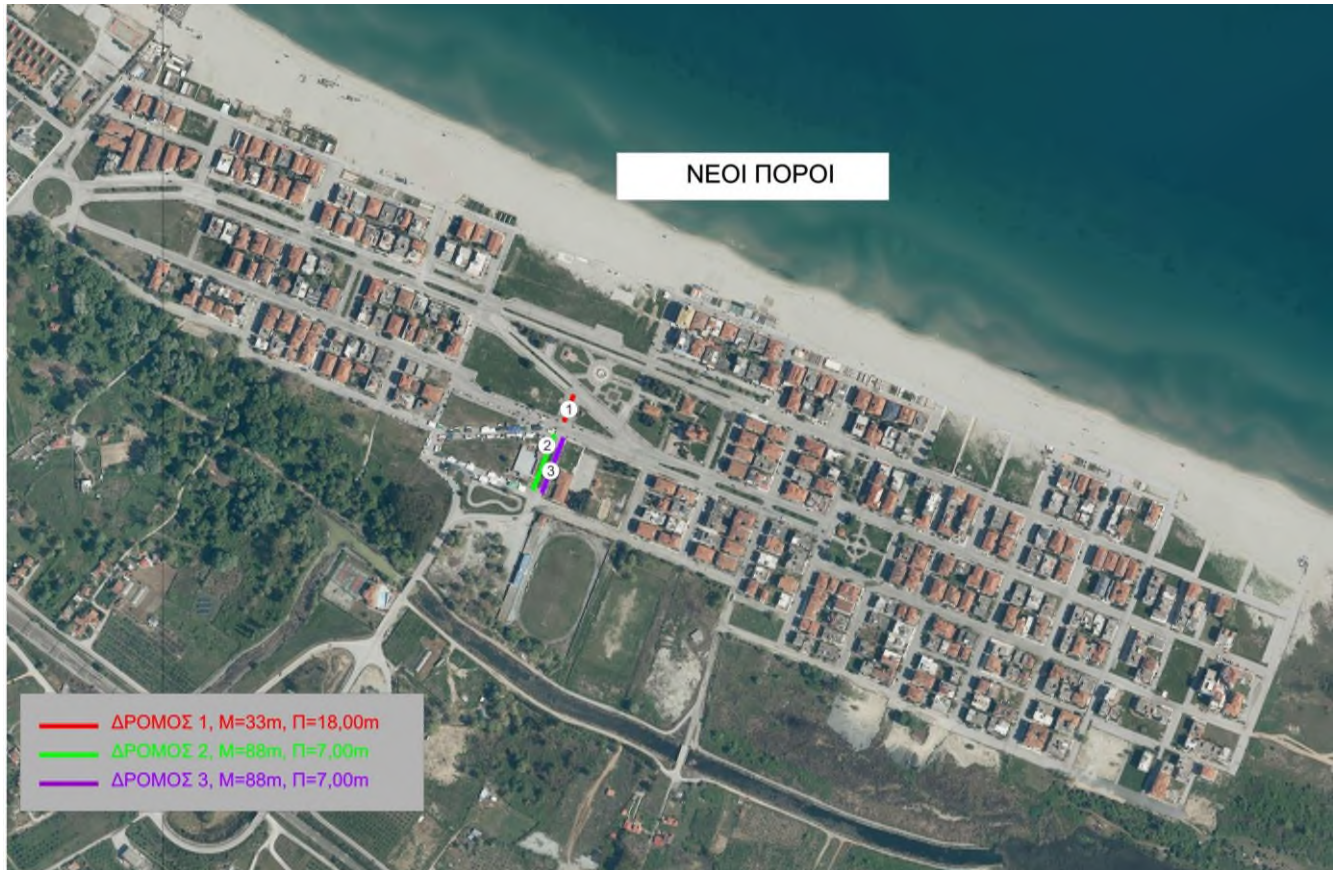 ΝΕΟΙ ΠΟΡΟΙ
1
2
3
ΔΡΟΜΟΣ 1, Μ=33m, Π=18,00m
ΔΡΟΜΟΣ 2, Μ=88m, Π=7,00m
ΔΡΟΜΟΣ 3, Μ=88m, Π=7,00m